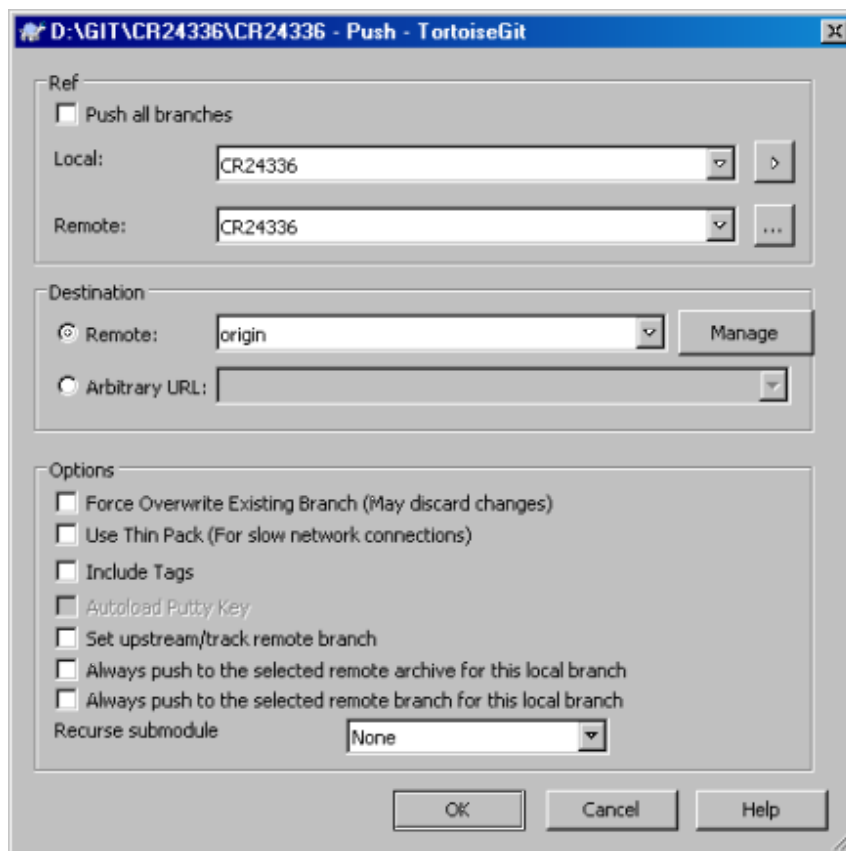 D:\GIT\CR24336\CR24336 - Push - TortoiseGit
Ref
Push all branches
Local:
CR24336
>
Remote:
CR24336
...
Destination
Remote:
origin
Manage
Arbitrary URL:
Options
Force Overwrite Existing Branch (May discard changes)
Use Thin Pack (For slow network connections)
Include Tags
Autoload Putty Key
Set upstream/track remote branch
Always push to the selected remote archive for this local branch
Always push to the selected remote branch for this local branch
Recurse submodule
None
OK
Cancel
Help